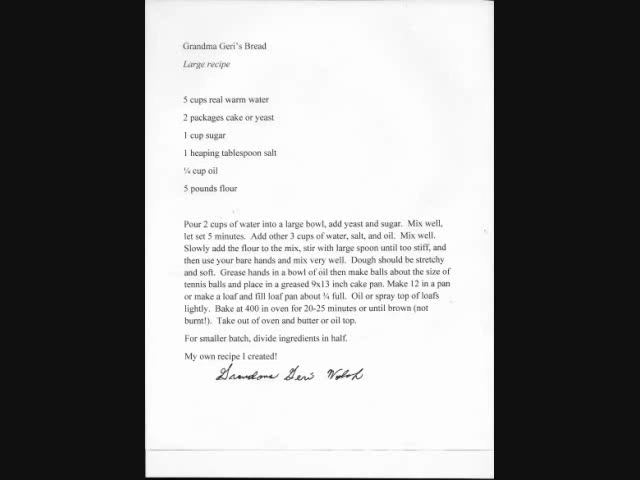 Grandma Geri's Bread
Large recipe
5 cups real warm water
2 packages cake or yeast
1 cup sugar
1 heaping tablespoon salt
¼ cup oil
5 pounds flour
Pour 2 cups of water into a large bowl, add yeast and sugar. Mix well,
let set 5 minutes. Add other 3 cups of water, salt, and oil. Mix well.
Slowly add the flour to the mix, stir with large spoon until too stiff, and
then use your bare hands and mix very well. Dough should be stretchy
and soft. Grease hands in a bowl of oil then make balls about the size of
tennis balls and place in a greased 9x13 inch cake pan. Make 12 in a pan
or make a loaf and fill loaf pan about ¾ full. Oil or spray top of loafs
lightly. Bake at 400 in oven for 20-25 minutes or until brown (not
burnt!). Take out of oven and butter or oil top.
For smaller batch, divide ingredients in half.
My own recipe I created!
Grandma Geri Walsh